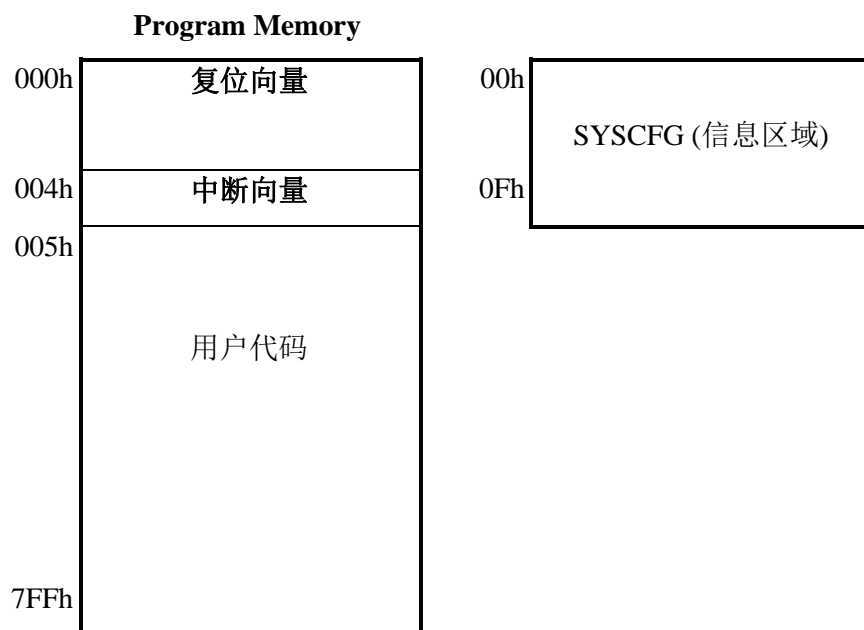 Program Memory
000h
复位向量
004h
中断向量
005h
用户代码
7FFh
00h
SYSCFG (信息区域)
0Fh